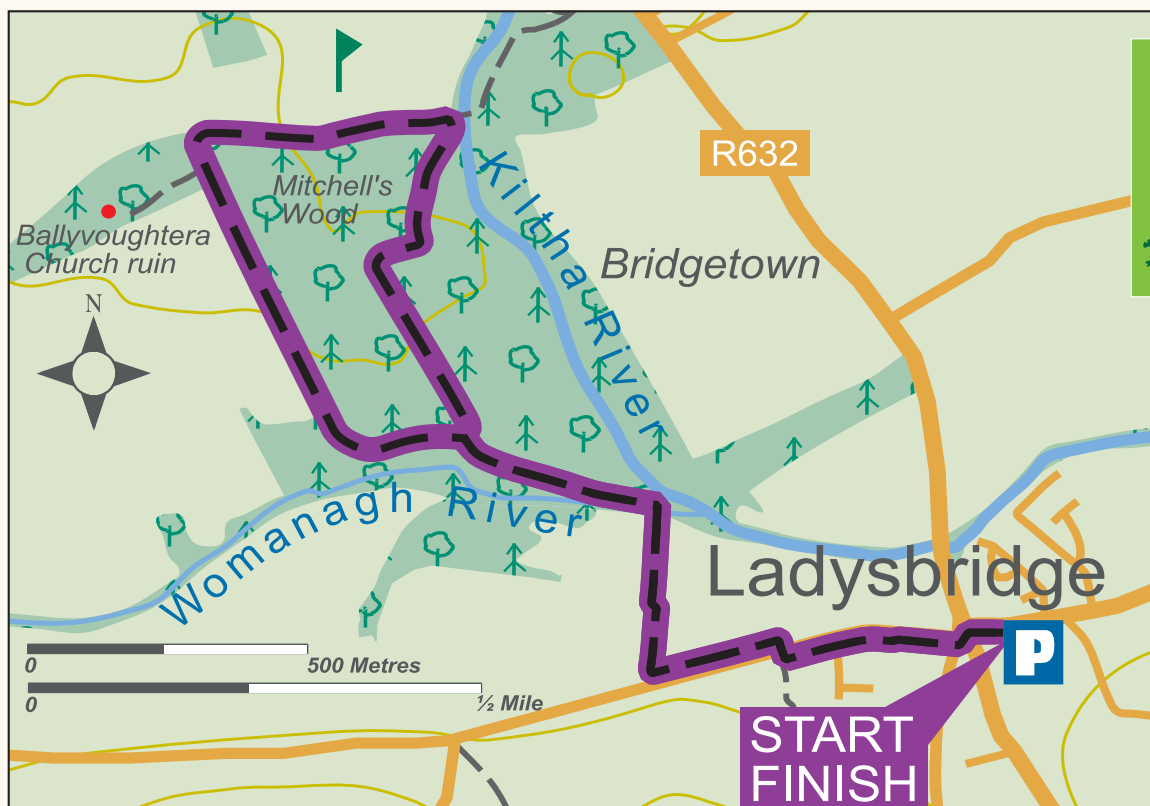 R632
Mitchell's
Wood
Kiltha River
Ballyvoughtera
Church ruin
Bridgetown
N
Womanagh River
Ladysbridge
0
500 Metres
0
½ Mile
P
START
FINISH